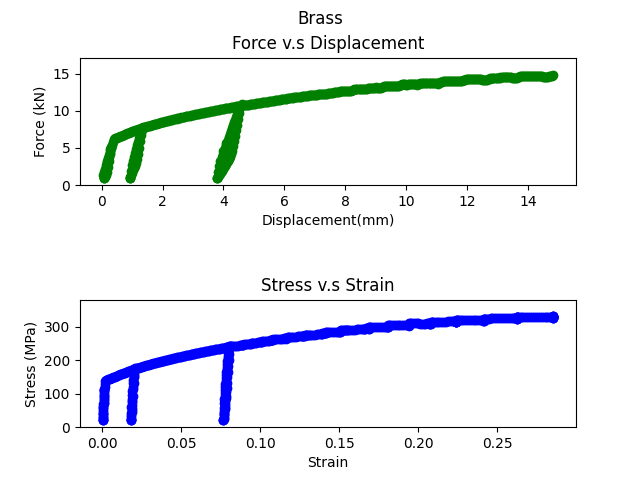 Brass
Force v.s Displacement
Force (kN)
15
10
5
0
0 2 4 6 8 10 12 14
Displacement(mm)
Stress v.s Strain
Stress (MPa)
300
200
100
0
0.00 0.05 0.10 0.15 0.20 0.25
Strain